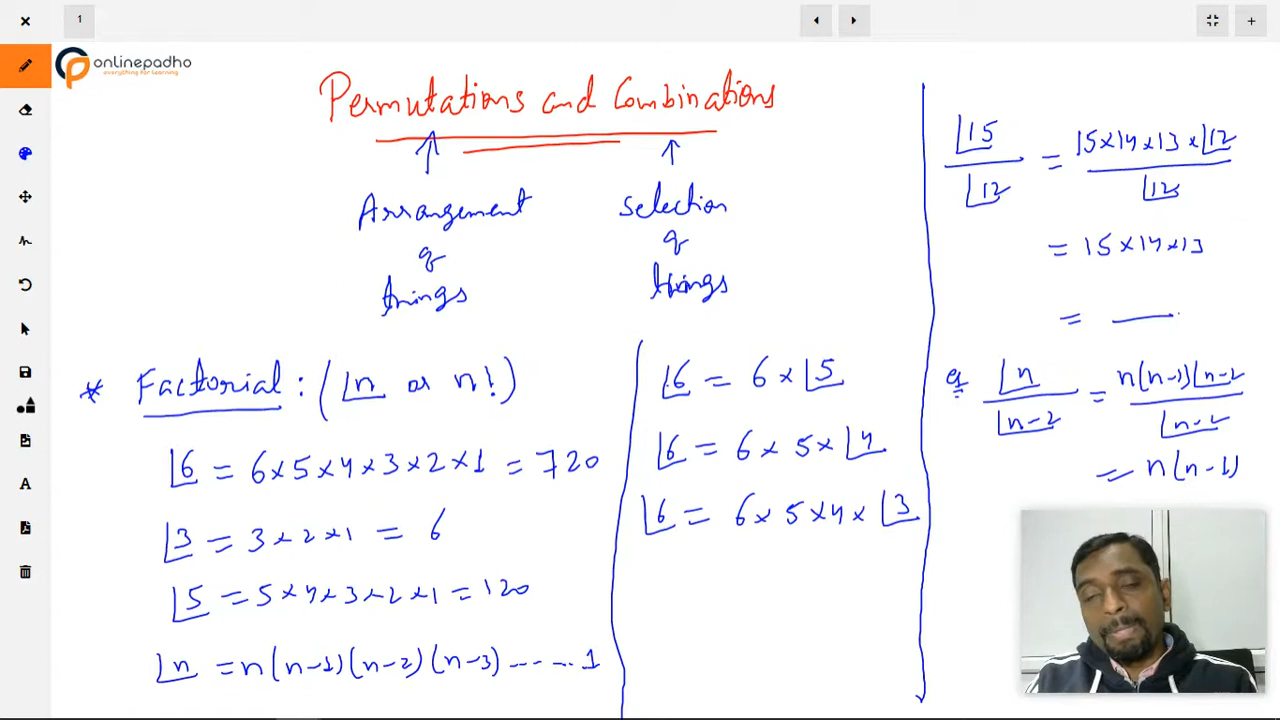 1
onlinepadho
everything for learning
Permutations and Combinations
Arrangement
of
things
selection
of
things
* Factorial : (⌊n or n!)
⌊6 = 6×5×4×3×2×1 = 720
⌊3 = 3×2×1 = 6
⌊5 = 5×4×3×2×1 = 120
⌊n = n(n-1)(n-2)(n-3) ------ 1
⌊6 = 6×⌊5
⌊6 = 6×5×⌊4
⌊6 = 6×5×4×⌊3
⌊15 / ⌊12 = 15×14×13×⌊12 / ⌊12
= 15×14×13
= __
eg ⌊n / ⌊n-2 = n(n-1)⌊n-2 / ⌊n-2
= n(n-1)